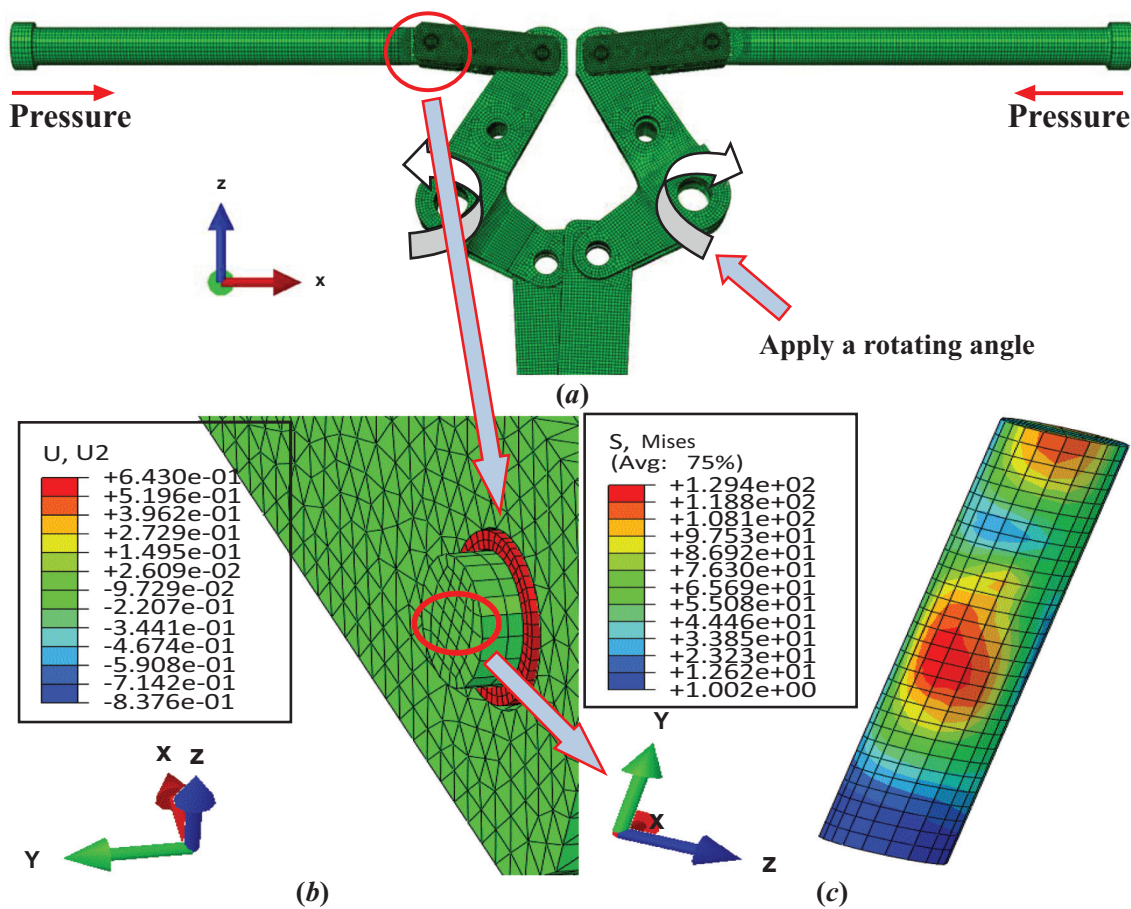 Pressure
Pressure
z
x
Apply a rotating angle
(a)
U, U2
+6.430e-01
+5.196e-01
+3.962e-01
+2.729e-01
+1.495e-01
+2.609e-02
-9.729e-02
-2.207e-01
-3.441e-01
-4.674e-01
-5.908e-01
-7.142e-01
-8.376e-01
X Z
Y
(b)
S, Mises
(Avg: 75%)
+1.294e+02
+1.188e+02
+1.081e+02
+9.753e+01
+8.692e+01
+7.630e+01
+6.569e+01
+5.508e+01
+4.446e+01
+3.385e+01
+2.323e+01
+1.262e+01
+1.002e+00
Y
X
Z
(c)